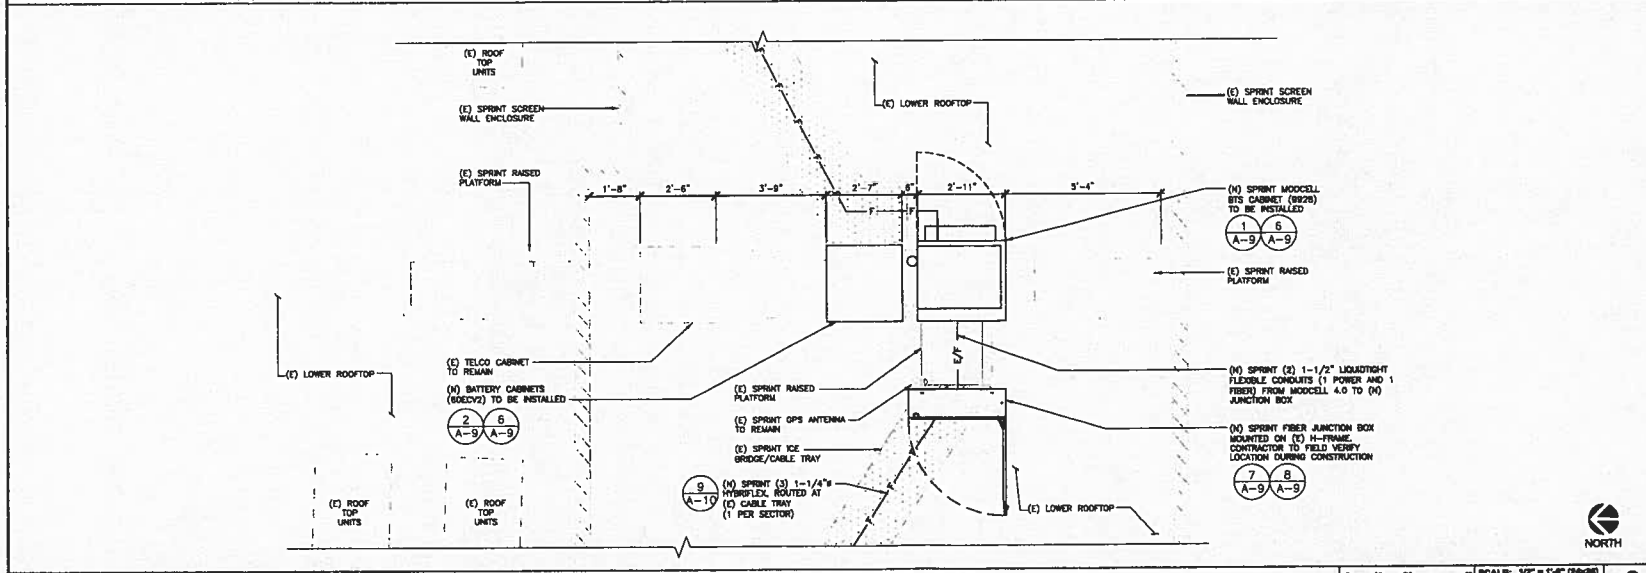 (E) ROOF
TOP
UNITS
(E) SPRINT SCREEN
WALL ENCLOSURE
(E) LOWER ROOFTOP
(E) SPRINT SCREEN
WALL ENCLOSURE
(E) SPRINT RAISED
PLATFORM
1'-8"
2'-6"
3'-9"
2'-7"
6"
2'-11"
5'-4"
F
F
(N) SPRINT MODCELL
BTS CABINET (9928)
TO BE INSTALLED
1
A-9
6
A-9
(E) SPRINT RAISED
PLATFORM
(E) LOWER ROOFTOP
(E) TELCO CABINET
TO REMAIN
(N) BATTERY CABINETS
(60ECV2) TO BE INSTALLED
2
A-9
6
A-9
E/F
(E) SPRINT RAISED
PLATFORM
(E) SPRINT GPS ANTENNA
TO REMAIN
(E) SPRINT ICE
BRIDGE/CABLE TRAY
(N) SPRINT (2) 1-1/2" LIQUIDTIGHT
FLEXIBLE CONDUITS (1 POWER AND 1
FIBER) FROM MODCELL 4.0 TO (N)
JUNCTION BOX
(N) SPRINT FIBER JUNCTION BOX
MOUNTED ON (E) H-FRAME.
CONTRACTOR TO FIELD VERIFY
LOCATION DURING CONSTRUCTION
7
A-9
8
A-9
9
A-10
(N) SPRINT (3) 1-1/4"ø
HYBRIFLEX, ROUTED AT
(E) CABLE TRAY
(1 PER SECTOR)
(E) ROOF
TOP
UNITS
(E) ROOF
TOP
UNITS
(E) LOWER ROOFTOP
NORTH